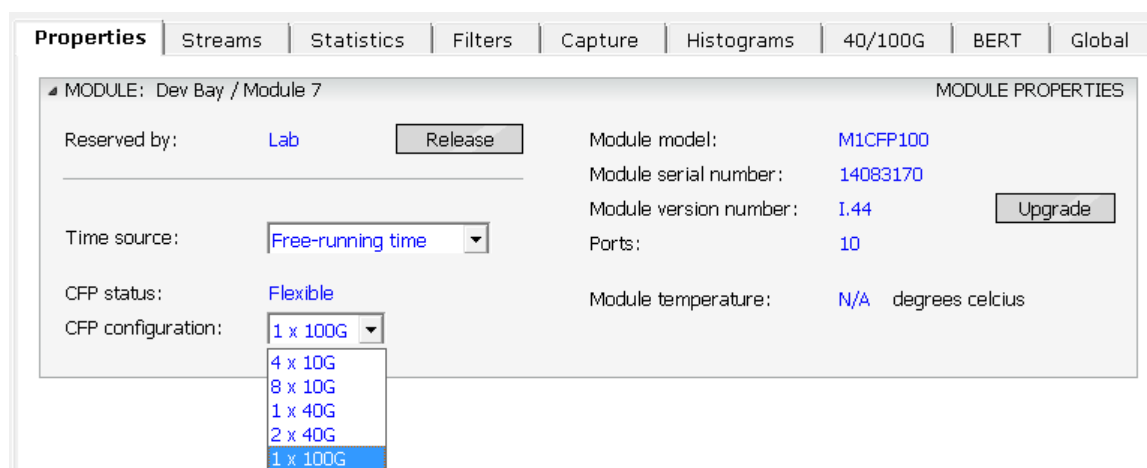 Properties Streams Statistics Filters Capture Histograms 40/100G BERT Global
MODULE: Dev Bay / Module 7 MODULE PROPERTIES
Reserved by: Lab Release Module model: M1CFP100
Module serial number: 14083170
Module version number: I.44 Upgrade
Time source: Free-running time Ports: 10
CFP status: Flexible Module temperature: N/A degrees celcius
CFP configuration: 1 x 100G
4 x 10G
8 x 10G
1 x 40G
2 x 40G
1 x 100G